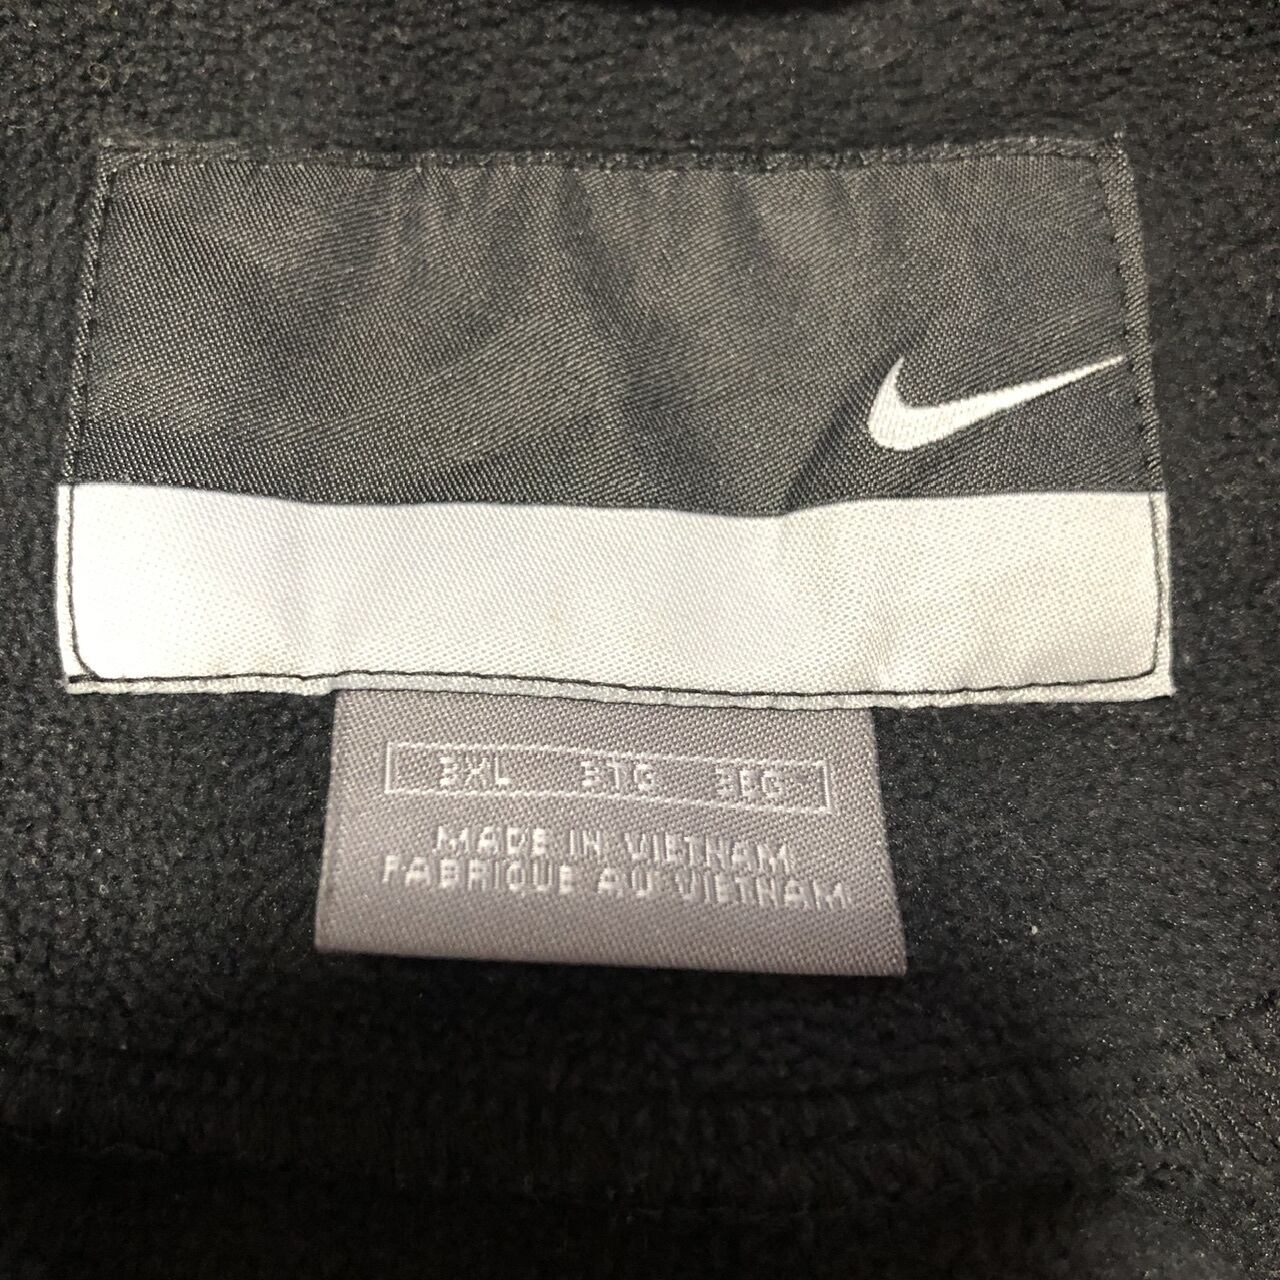 3XL 3TG 3EG
MADE IN VIETNAM
FABRIQUE AU VIETNAM